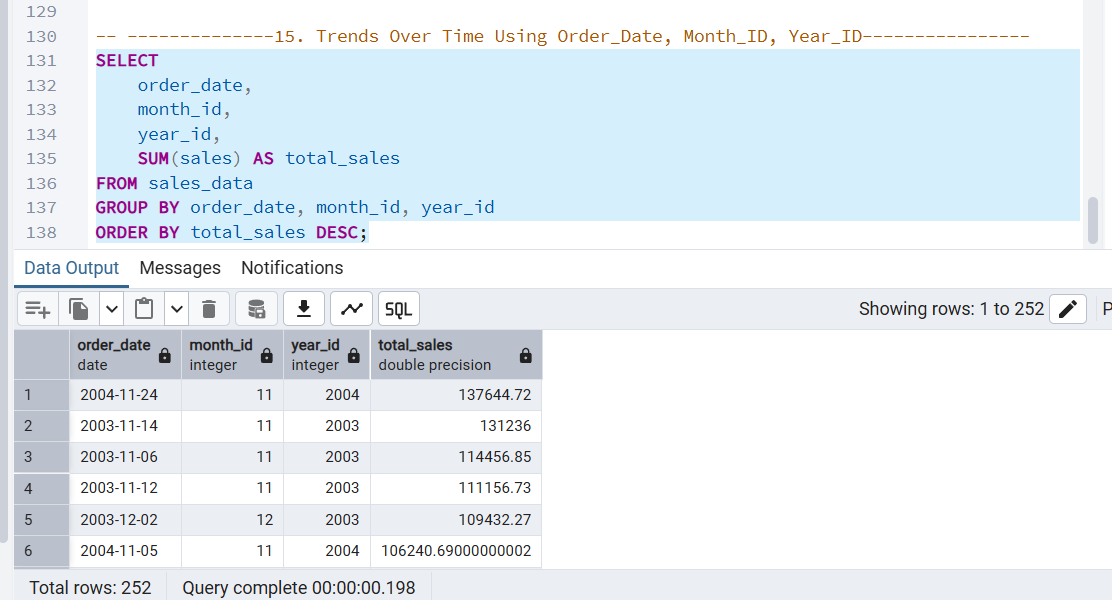 129
130 -- --------------15. Trends Over Time Using Order_Date, Month_ID, Year_ID----------------
131 SELECT
132 order_date,
133 month_id,
134 year_id,
135 SUM(sales) AS total_sales
136 FROM sales_data
137 GROUP BY order_date, month_id, year_id
138 ORDER BY total_sales DESC;
Data Output Messages Notifications
SQL Showing rows: 1 to 252 P
order_date month_id year_id total_sales
date integer integer double precision
1 2004-11-24 11 2004 137644.72
2 2003-11-14 11 2003 131236
3 2003-11-06 11 2003 114456.85
4 2003-11-12 11 2003 111156.73
5 2003-12-02 12 2003 109432.27
6 2004-11-05 11 2004 106240.69000000002
Total rows: 252 Query complete 00:00:00.198